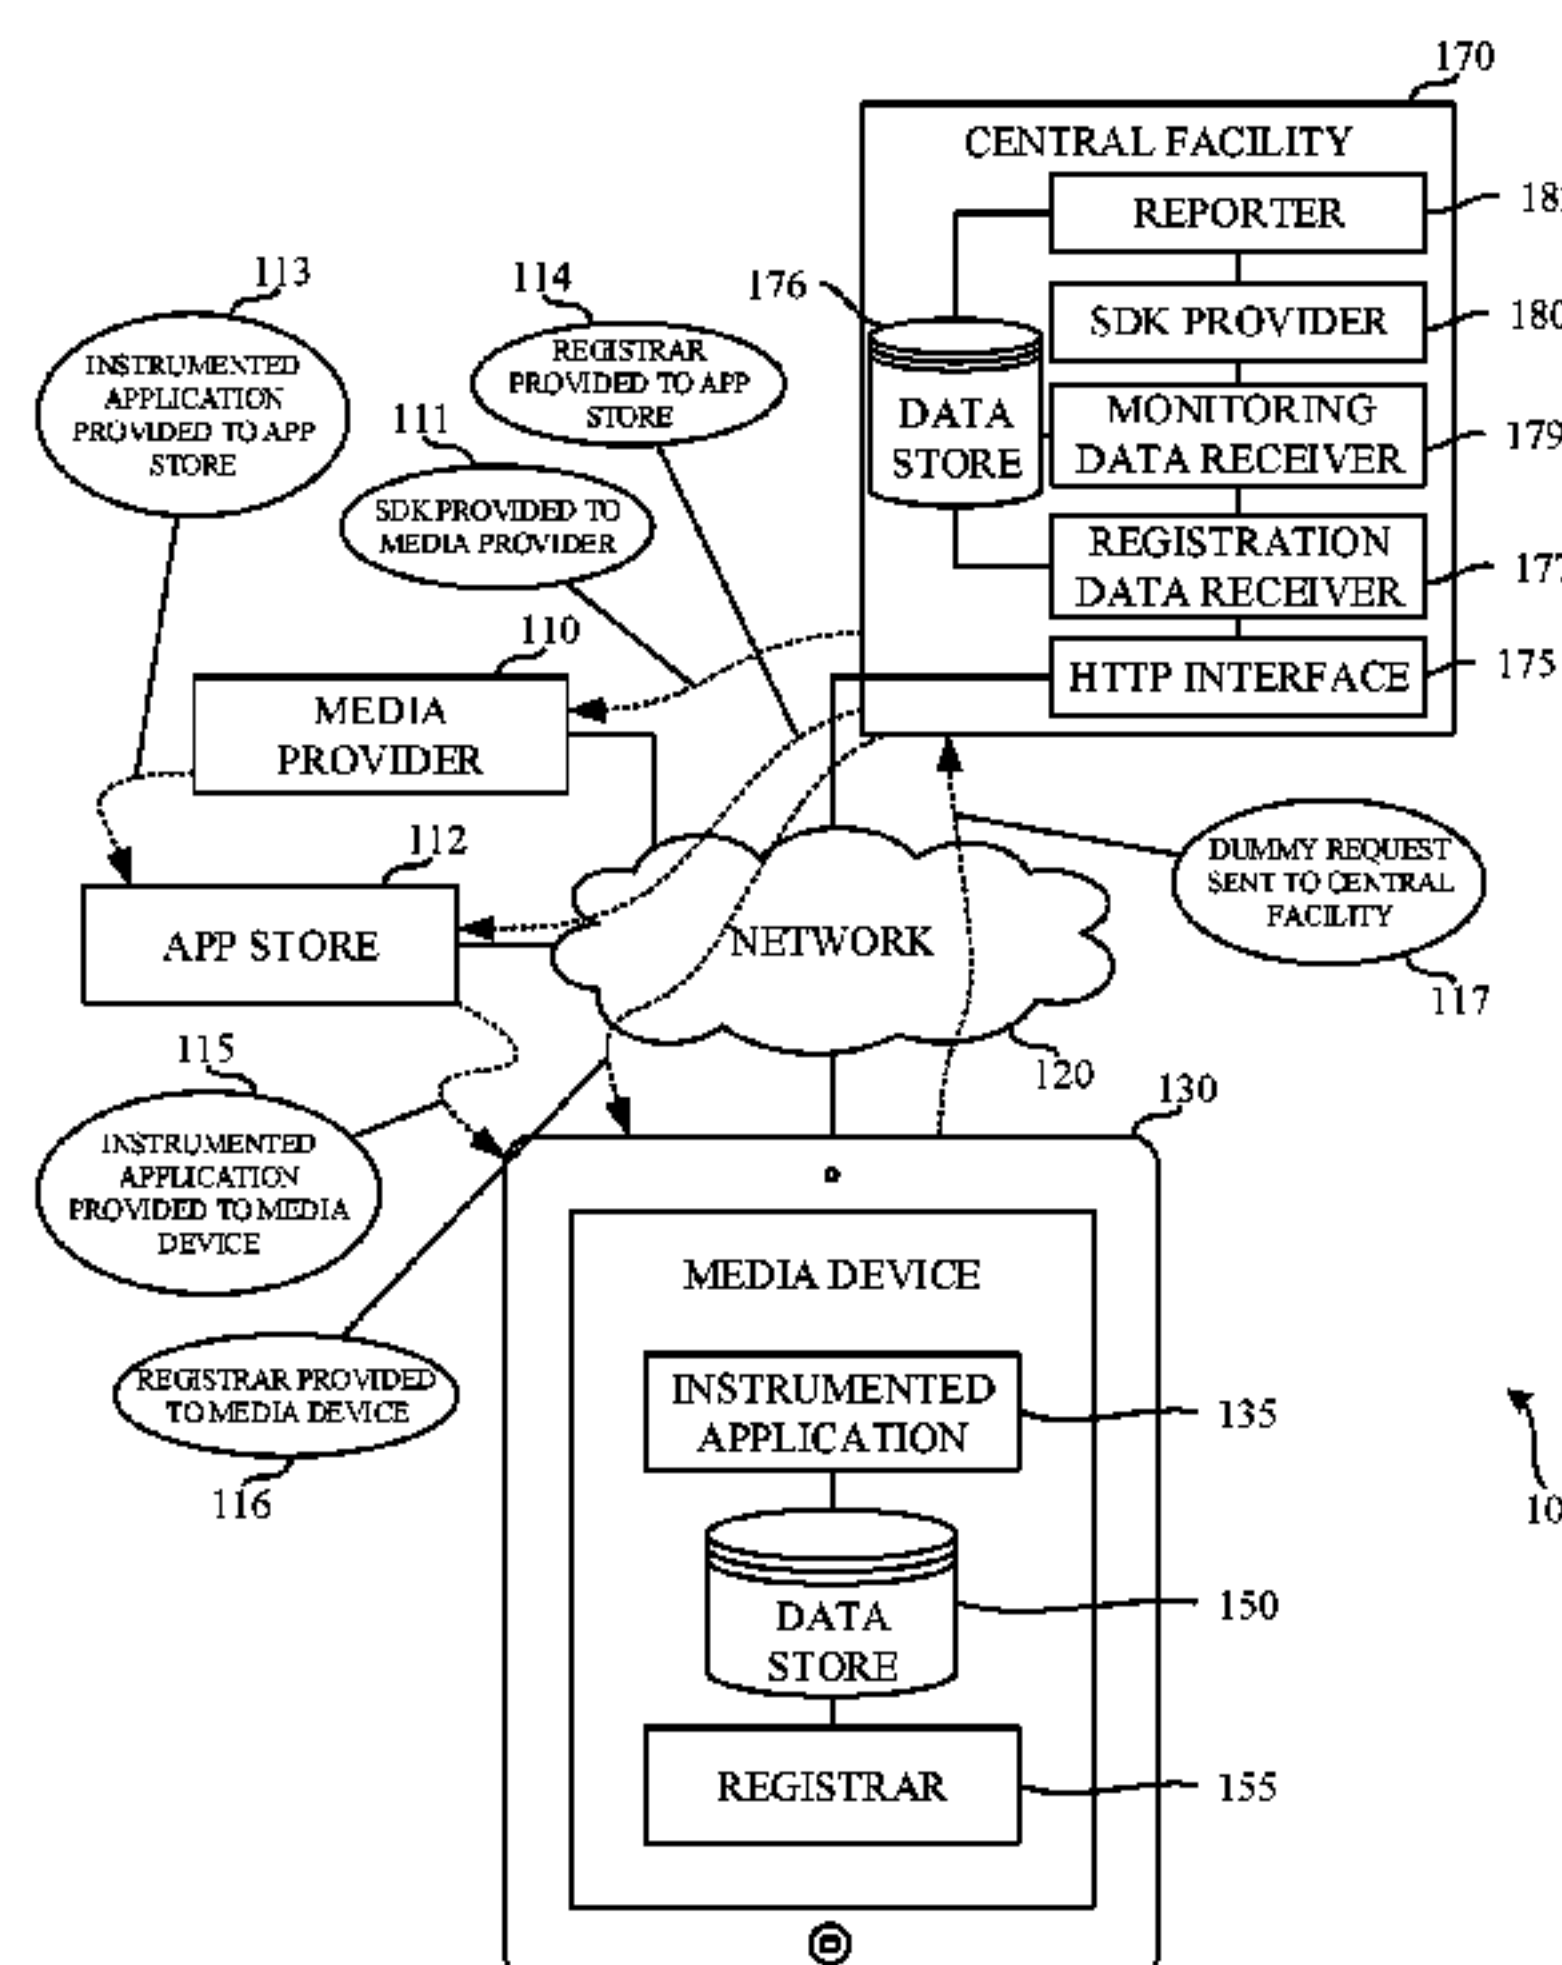 170
CENTRAL FACILITY
REPORTER
18
SDK PROVIDER
180
176
DATA
STORE
MONITORING
DATA RECEIVER
179
REGISTRATION
DATA RECEIVER
177
HTTP INTERFACE
175
113
INSTRUMENTED
APPLICATION
PROVIDED TO APP
STORE
114
REGISTRAR
PROVIDED TO APP
STORE
111
SDK PROVIDED TO
MEDIA PROVIDER
110
MEDIA
PROVIDER
112
APP STORE
NETWORK
120
DUMMY REQUEST
SENT TO CENTRAL
FACILITY
117
115
INSTRUMENTED
APPLICATION
PROVIDED TO MEDIA
DEVICE
REGISTRAR PROVIDED
TO MEDIA DEVICE
116
130
MEDIA DEVICE
INSTRUMENTED
APPLICATION
135
DATA
STORE
150
REGISTRAR
155
10